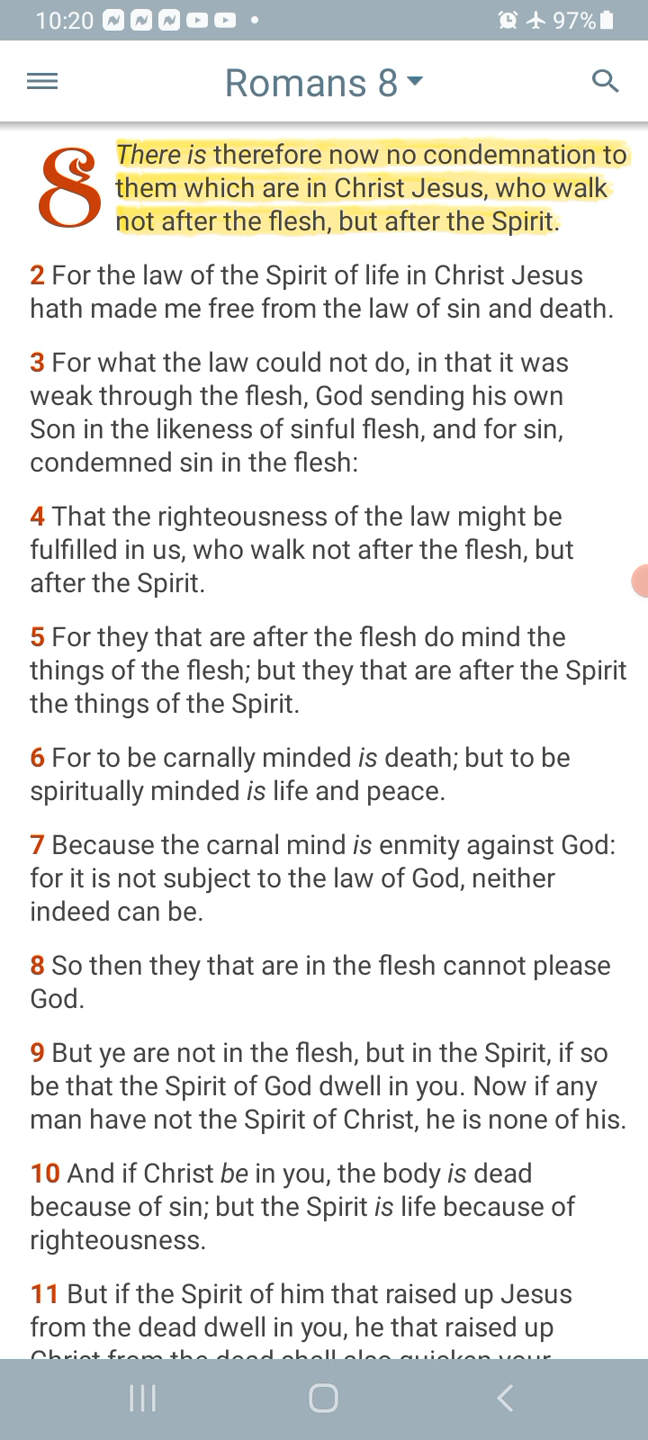 10:20
97%
Romans 8
8 There is therefore now no condemnation to
them which are in Christ Jesus, who walk
not after the flesh, but after the Spirit.
2 For the law of the Spirit of life in Christ Jesus
hath made me free from the law of sin and death.
3 For what the law could not do, in that it was
weak through the flesh, God sending his own
Son in the likeness of sinful flesh, and for sin,
condemned sin in the flesh:
4 That the righteousness of the law might be
fulfilled in us, who walk not after the flesh, but
after the Spirit.
5 For they that are after the flesh do mind the
things of the flesh; but they that are after the Spirit
the things of the Spirit.
6 For to be carnally minded is death; but to be
spiritually minded is life and peace.
7 Because the carnal mind is enmity against God:
for it is not subject to the law of God, neither
indeed can be.
8 So then they that are in the flesh cannot please
God.
9 But ye are not in the flesh, but in the Spirit, if so
be that the Spirit of God dwell in you. Now if any
man have not the Spirit of Christ, he is none of his.
10 And if Christ be in you, the body is dead
because of sin; but the Spirit is life because of
righteousness.
11 But if the Spirit of him that raised up Jesus
from the dead dwell in you, he that raised up
Christ from the dead shall also quicken your